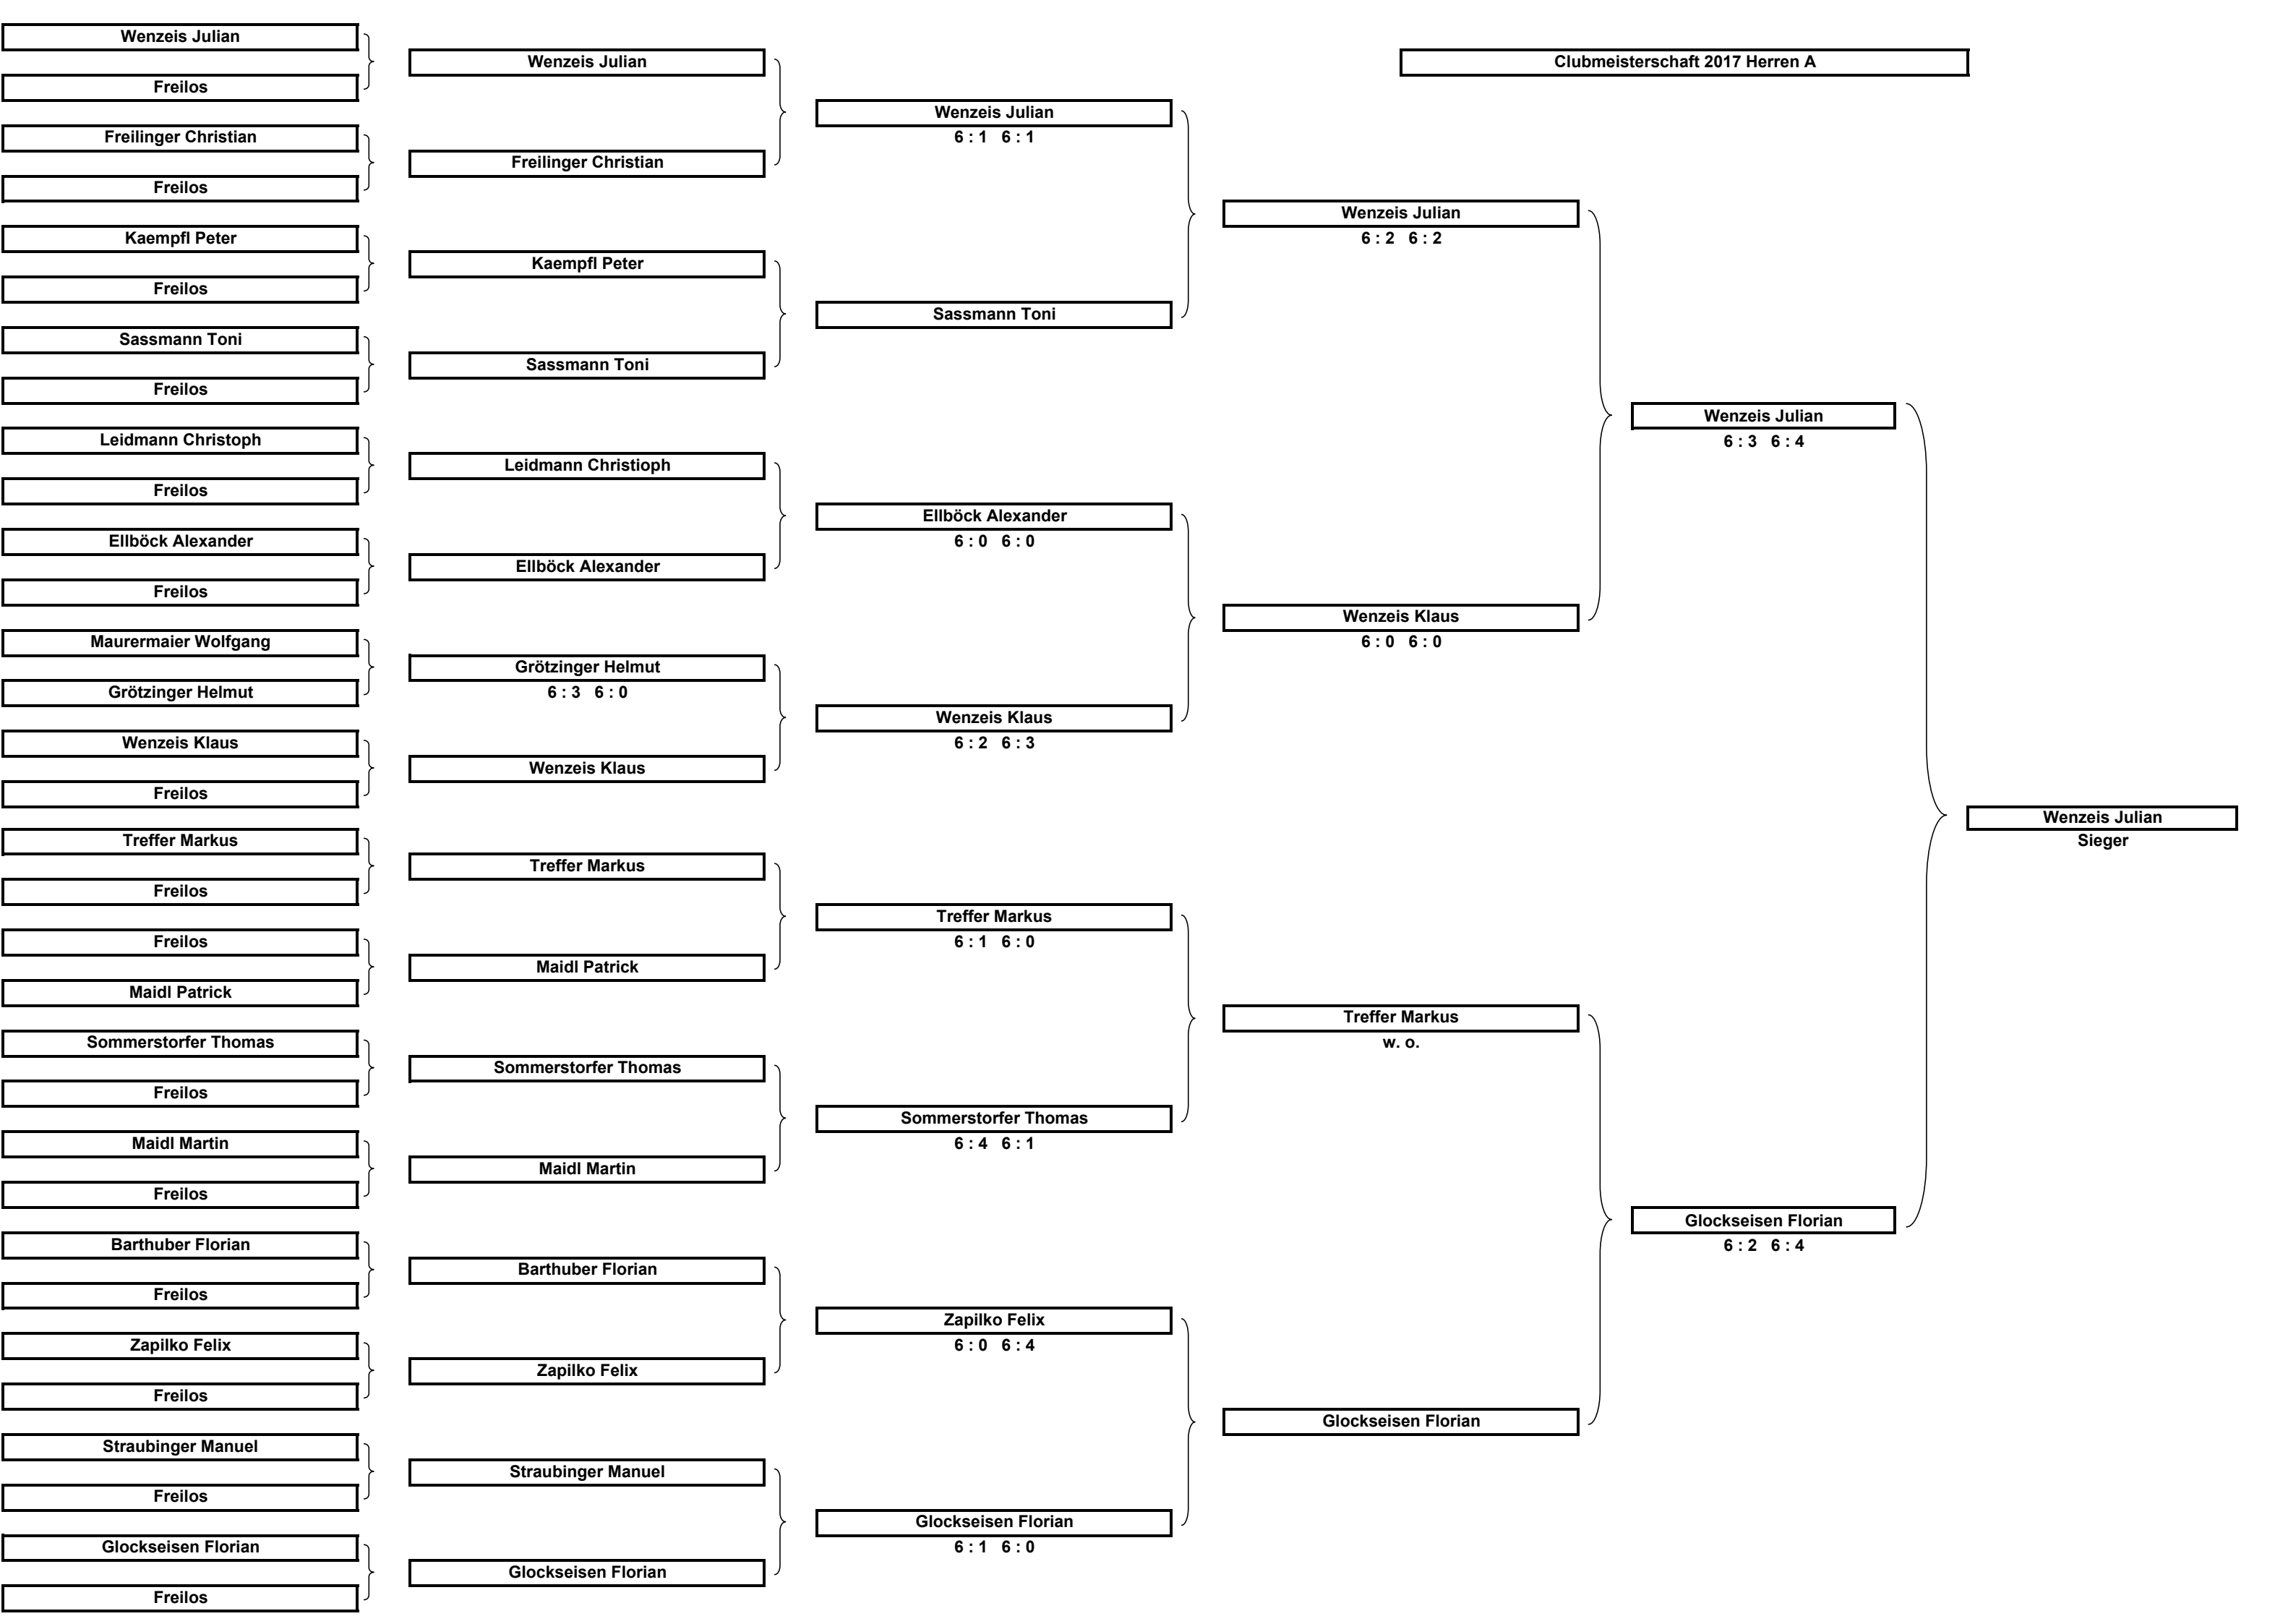 Clubmeisterschaft 2017 Herren A
Wenzeis Julian
Freilos
Freilinger Christian
Freilos
Kaempfl Peter
Freilos
Sassmann Toni
Freilos
Leidmann Christoph
Freilos
Ellböck Alexander
Freilos
Maurermaier Wolfgang
Grötzinger Helmut
Wenzeis Klaus
Freilos
Treffer Markus
Freilos
Freilos
Maidl Patrick
Sommerstorfer Thomas
Freilos
Maidl Martin
Freilos
Barthuber Florian
Freilos
Zapilko Felix
Freilos
Straubinger Manuel
Freilos
Glockseisen Florian
Freilos
Wenzeis Julian
Freilinger Christian
Kaempfl Peter
Sassmann Toni
Leidmann Christioph
Ellböck Alexander
Grötzinger Helmut
6 : 3 6 : 0
Wenzeis Klaus
Treffer Markus
Maidl Patrick
Sommerstorfer Thomas
Maidl Martin
Barthuber Florian
Zapilko Felix
Straubinger Manuel
Glockseisen Florian
Wenzeis Julian
6 : 1 6 : 1
Sassmann Toni
Ellböck Alexander
6 : 0 6 : 0
Wenzeis Klaus
6 : 2 6 : 3
Treffer Markus
6 : 1 6 : 0
Sommerstorfer Thomas
6 : 4 6 : 1
Zapilko Felix
6 : 0 6 : 4
Glockseisen Florian
6 : 1 6 : 0
Wenzeis Julian
6 : 2 6 : 2
Wenzeis Klaus
6 : 0 6 : 0
Treffer Markus
w. o.
Glockseisen Florian
Wenzeis Julian
6 : 3 6 : 4
Glockseisen Florian
6 : 2 6 : 4
Wenzeis Julian
Sieger